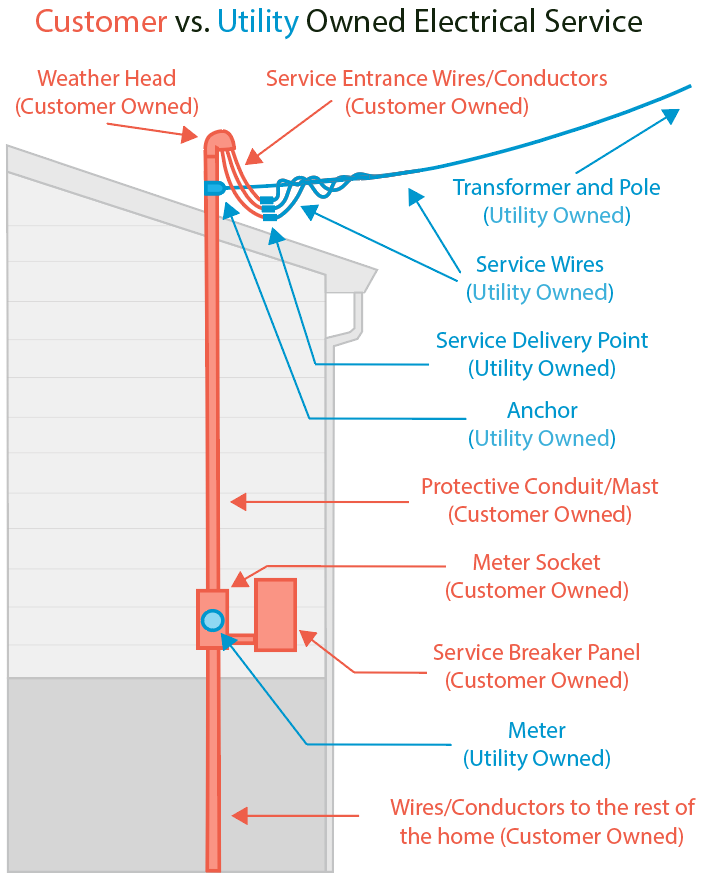 Customer vs. Utility Owned Electrical Service
Weather Head
(Customer Owned)
Service Entrance Wires/Conductors
(Customer Owned)
Transformer and Pole
(Utility Owned)
Service Wires
(Utility Owned)
Service Delivery Point
(Utility Owned)
Anchor
(Utility Owned)
Protective Conduit/Mast
(Customer Owned)
Meter Socket
(Customer Owned)
Service Breaker Panel
(Customer Owned)
Meter
(Utility Owned)
Wires/Conductors to the rest of
the home (Customer Owned)